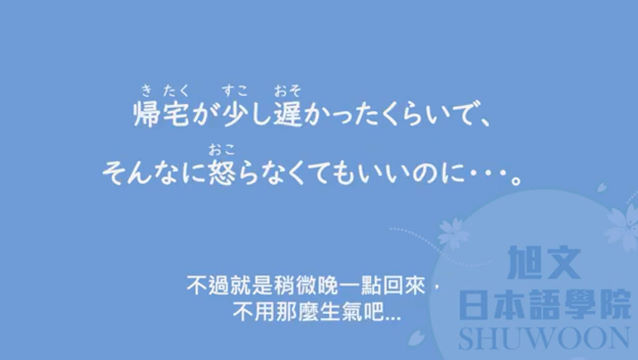 きたく すこ おそ
帰宅が少し遅かったくらいで、
おこ
そんなに怒らなくてもいいのに・・・。
不過就是稍微晚一點回來，
不用那麼生氣吧...
旭文
日本語學院
SHUWOON